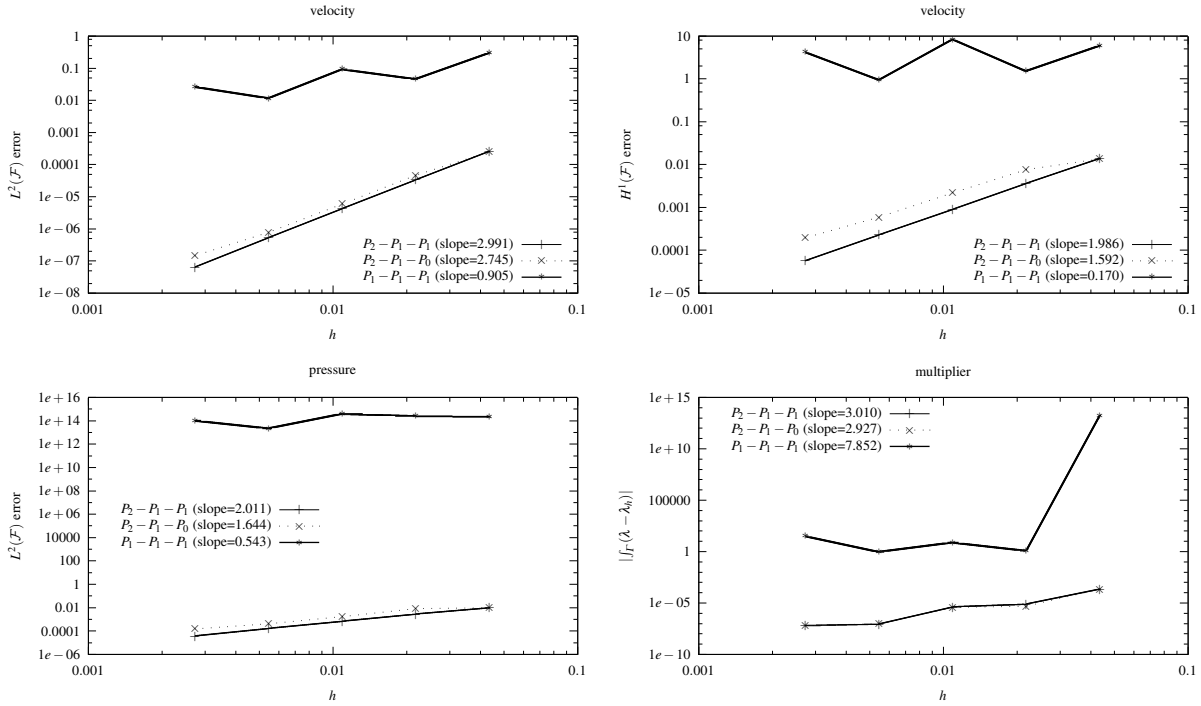 velocity
1
0.1
0.01
0.001
0.0001
1e−05
1e−06
1e−07
1e−08
0.001
0.01
0.1
L²(ℱ) error
h
P₂−P₁−P₁ (slope=2.991)
P₂−P₁−P₀ (slope=2.745)
P₁−P₁−P₁ (slope=0.905)
velocity
10
1
0.1
0.01
0.001
0.0001
1e−05
0.001
0.01
0.1
H¹(ℱ) error
h
P₂−P₁−P₁ (slope=1.986)
P₂−P₁−P₀ (slope=1.592)
P₁−P₁−P₁ (slope=0.170)
pressure
1e+16
1e+14
1e+12
1e+10
1e+08
1e+06
10000
100
1
0.01
0.0001
1e−06
0.001
0.01
0.1
L²(ℱ) error
h
P₂−P₁−P₁ (slope=2.011)
P₂−P₁−P₀ (slope=1.644)
P₁−P₁−P₁ (slope=0.543)
multiplier
1e+15
1e+10
100000
1
1e−05
1e−10
0.001
0.01
0.1
|∫_Γ(λ−λₕ)|
h
P₂−P₁−P₁ (slope=3.010)
P₂−P₁−P₀ (slope=2.927)
P₁−P₁−P₁ (slope=7.852)